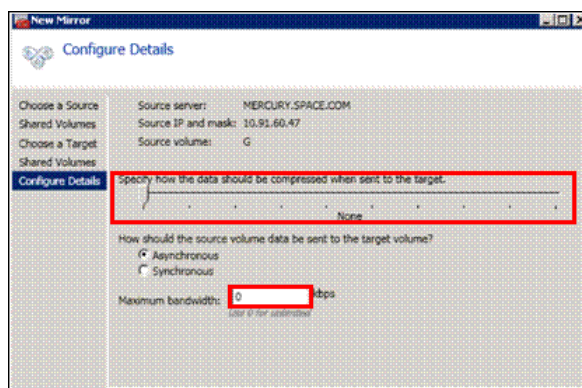 New Mirror
Configure Details
Choose a Source
Shared Volumes
Choose a Target
Shared Volumes
Configure Details
Source server: MERCURY.SPACE.COM
Source IP and mask: 10.91.60.47
Source volume: G
Specify how the data should be compressed when sent to the target.
None
How should the source volume data be sent to the target volume?
Asynchronous
Synchronous
Maximum bandwidth: 0 kbps
Use 0 for unlimited